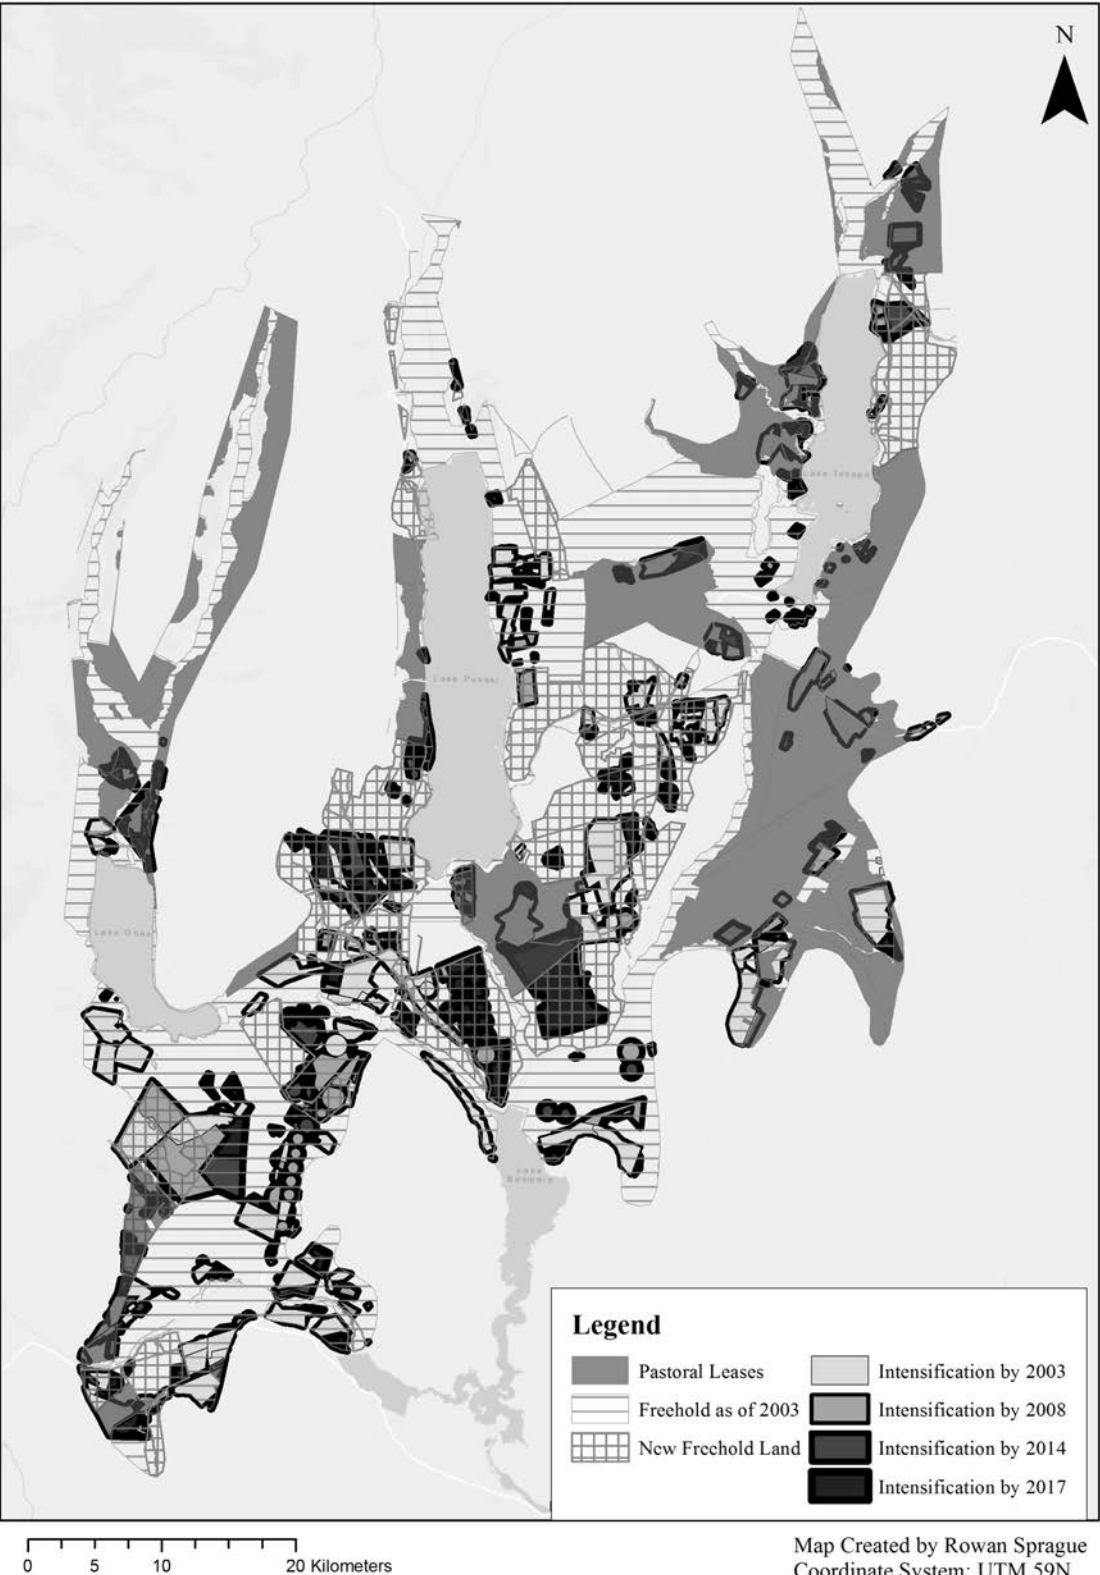 N
Lake Tekapo
Lake Pukaki
Lake Ohau
Lake
Benmore
Legend
Pastoral Leases
Freehold as of 2003
New Freehold Land
Intensification by 2003
Intensification by 2008
Intensification by 2014
Intensification by 2017
0 5 10 20 Kilometers
Map Created by Rowan Sprague
Coordinate System: UTM 59N